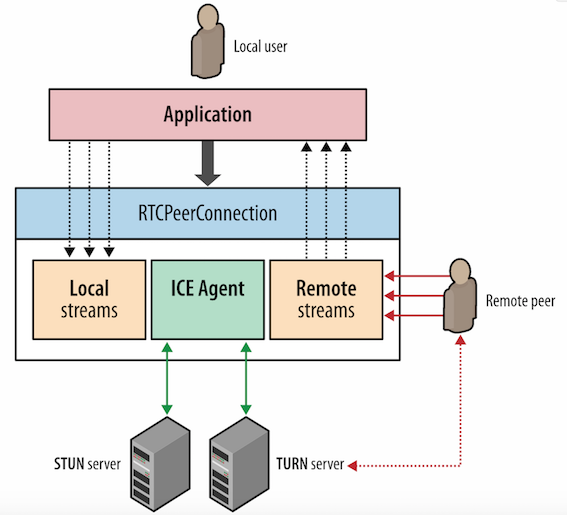 Local user
Application
RTCPeerConnection
Local
streams
ICE Agent
Remote
streams
Remote peer
STUN server
TURN server